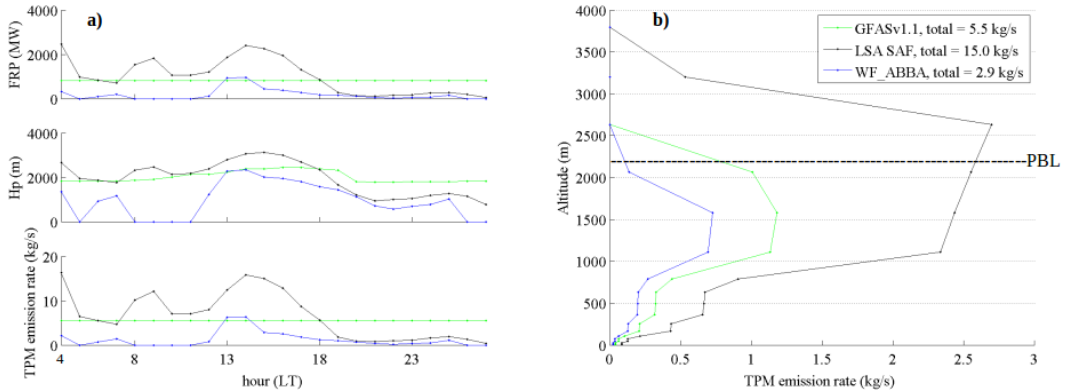 a)
FRP (MW)
4000
2000
0
Hp (m)
4000
2000
0
TPM emission rate (kg/s)
20
10
0
4 8 13 18 23
hour (LT)
b)
GFASv1.1, total = 5.5 kg/s
LSA SAF, total = 15.0 kg/s
WF_ABBA, total = 2.9 kg/s
PBL
Altitude (m)
4000
3500
3000
2500
2000
1500
1000
500
0
0 0.5 1 1.5 2 2.5 3
TPM emission rate (kg/s)